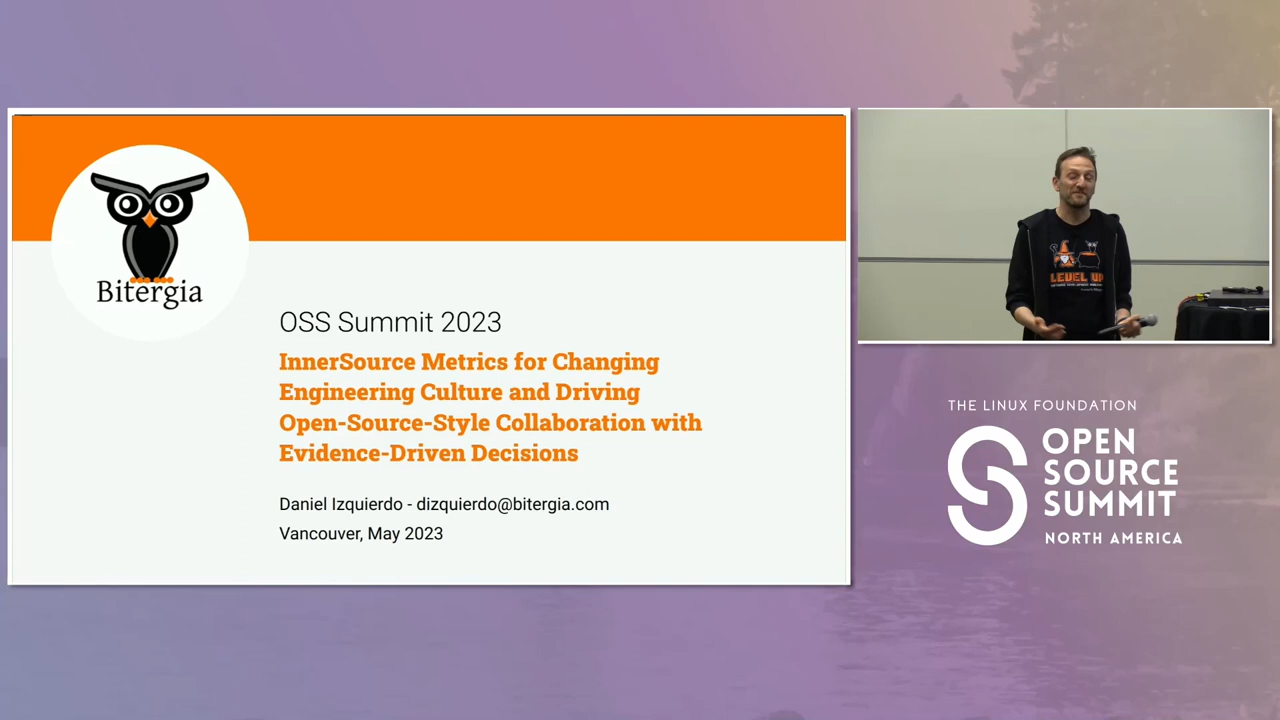 Bitergia
OSS Summit 2023
InnerSource Metrics for Changing
Engineering Culture and Driving
Open-Source-Style Collaboration with
Evidence-Driven Decisions
Daniel Izquierdo - dizquierdo@bitergia.com
Vancouver, May 2023
LEVEL UP
THE LINUX FOUNDATION
OPEN
SOURCE
SUMMIT
NORTH AMERICA